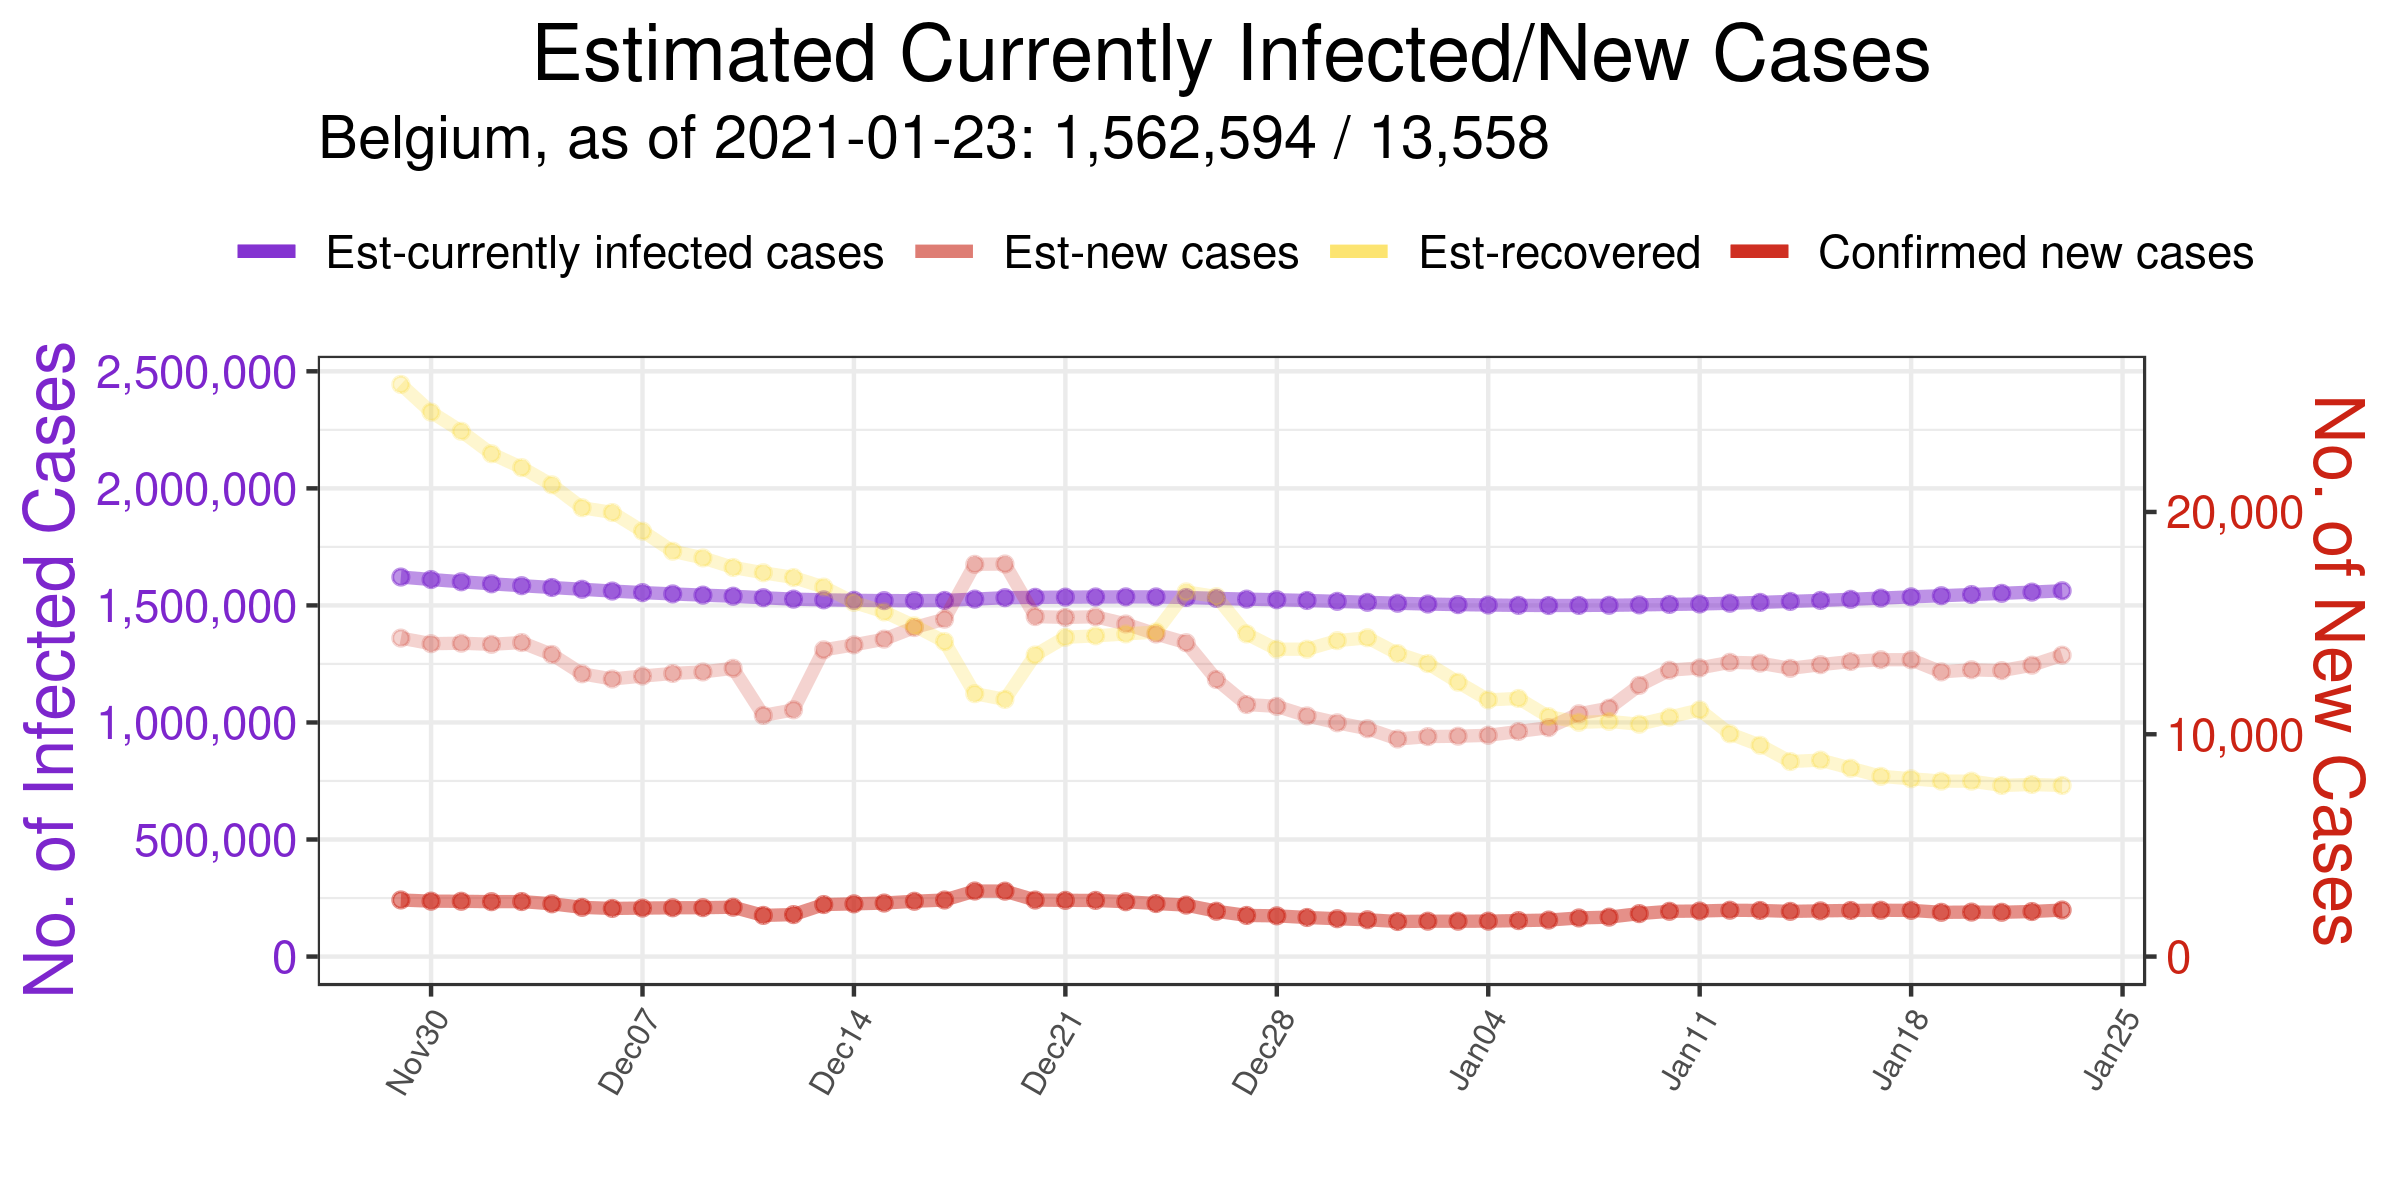 Estimated Currently Infected/New Cases
Belgium, as of 2021-01-23: 1,562,594 / 13,558
Est-currently infected cases Est-new cases Est-recovered Confirmed new cases
No. of Infected Cases
2,500,000
2,000,000
1,500,000
1,000,000
500,000
0
20,000
10,000
0
No. of New Cases
Nov30 Dec07 Dec14 Dec21 Dec28 Jan04 Jan11 Jan18 Jan25